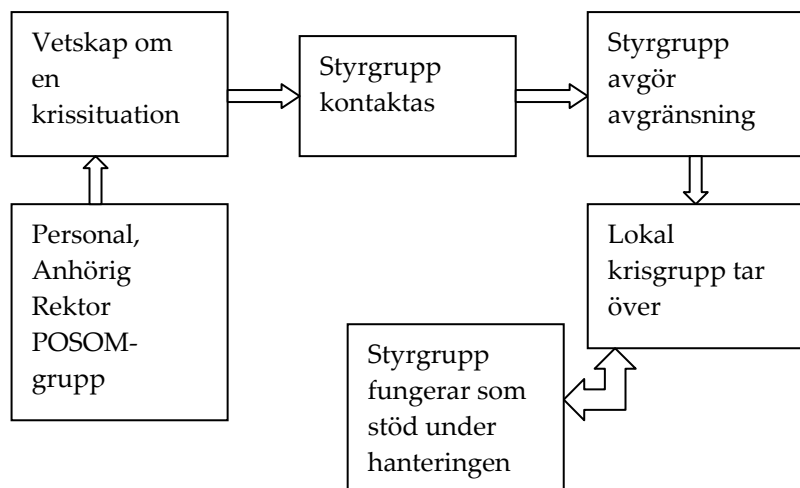 Vetskap om
en
krissituation
Styrgrupp
kontaktas
Styrgrupp
avgör
avgränsning
Personal,
Anhörig
Rektor
POSOM-
grupp
Lokal
krisgrupp tar
över
Styrgrupp
fungerar som
stöd under
hanteringen